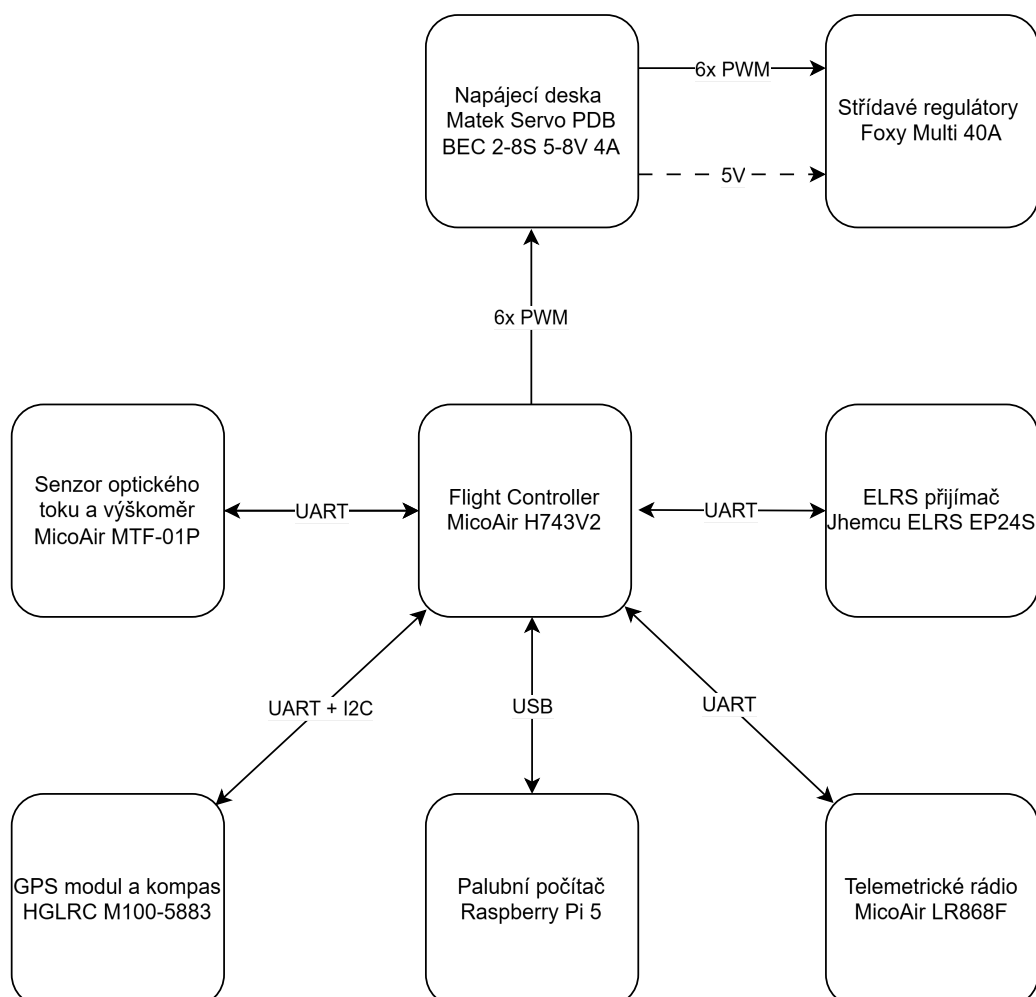 Napájecí deska
Matek Servo PDB
BEC 2-8S 5-8V 4A
6x PWM
Střídavé regulátory
Foxy Multi 40A
5V
6x PWM
Senzor optického
toku a výškoměr
MicoAir MTF-01P
UART
Flight Controller
MicoAir H743V2
UART
ELRS přijímač
Jhemcu ELRS EP24S
UART + I2C
USB
UART
GPS modul a kompas
HGLRC M100-5883
Palubní počítač
Raspberry Pi 5
Telemetrické rádio
MicoAir LR868F